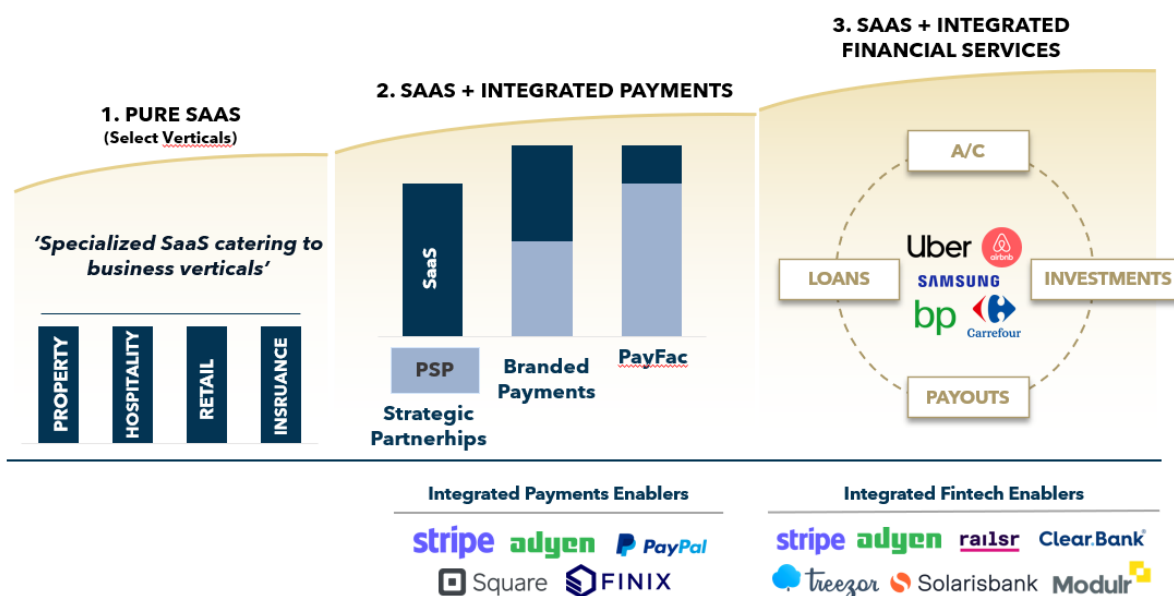 1. PURE SAAS
(Select Verticals)
'Specialized SaaS catering to
business verticals'
PROPERTY
HOSPITALITY
RETAIL
INSRUANCE
2. SAAS + INTEGRATED PAYMENTS
SaaS
PSP
Strategic
Partnerhips
Branded
Payments
PayFac
3. SAAS + INTEGRATED
FINANCIAL SERVICES
A/C
LOANS
INVESTMENTS
PAYOUTS
Uber
airbnb
SAMSUNG
bp
Carrefour
Integrated Payments Enablers
stripe
adyen
PayPal
Square
FINIX
Integrated Fintech Enablers
stripe
adyen
railsr
Clear.Bank®
treezor
Solarisbank
Modulr